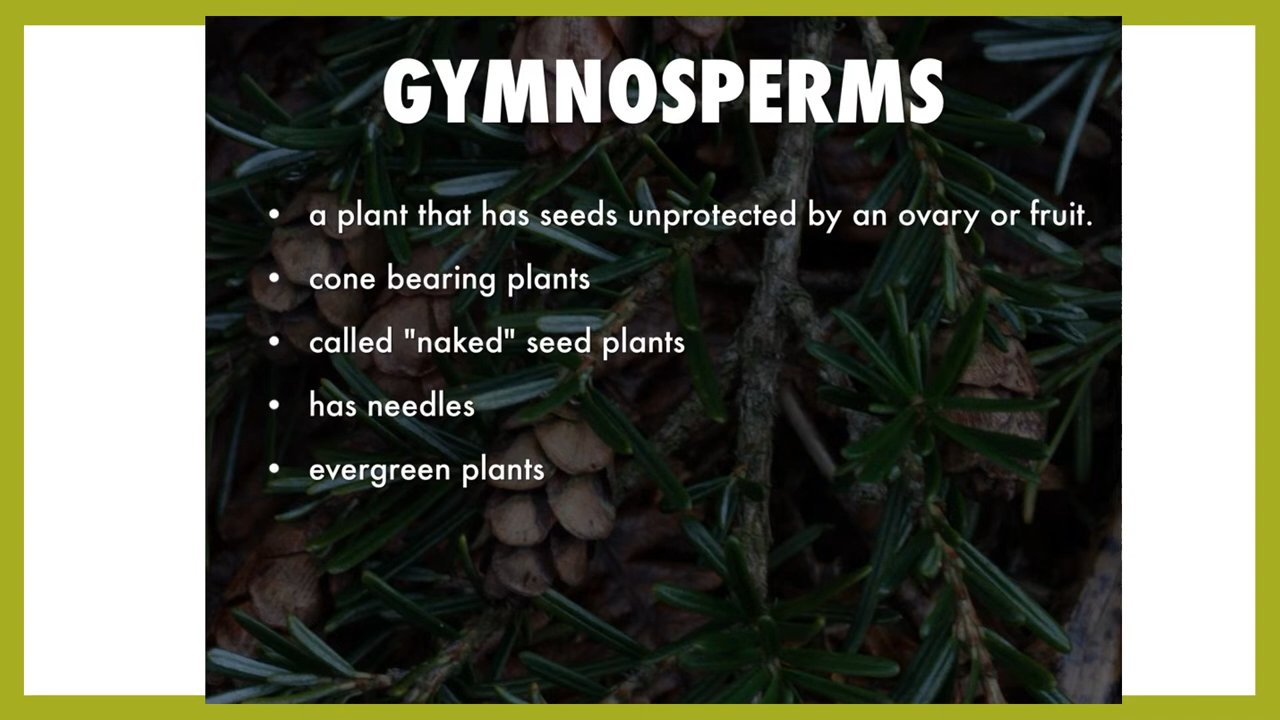 GYMNOSPERMS
• a plant that has seeds unprotected by an ovary or fruit.
• cone bearing plants
• called "naked" seed plants
• has needles
• evergreen plants